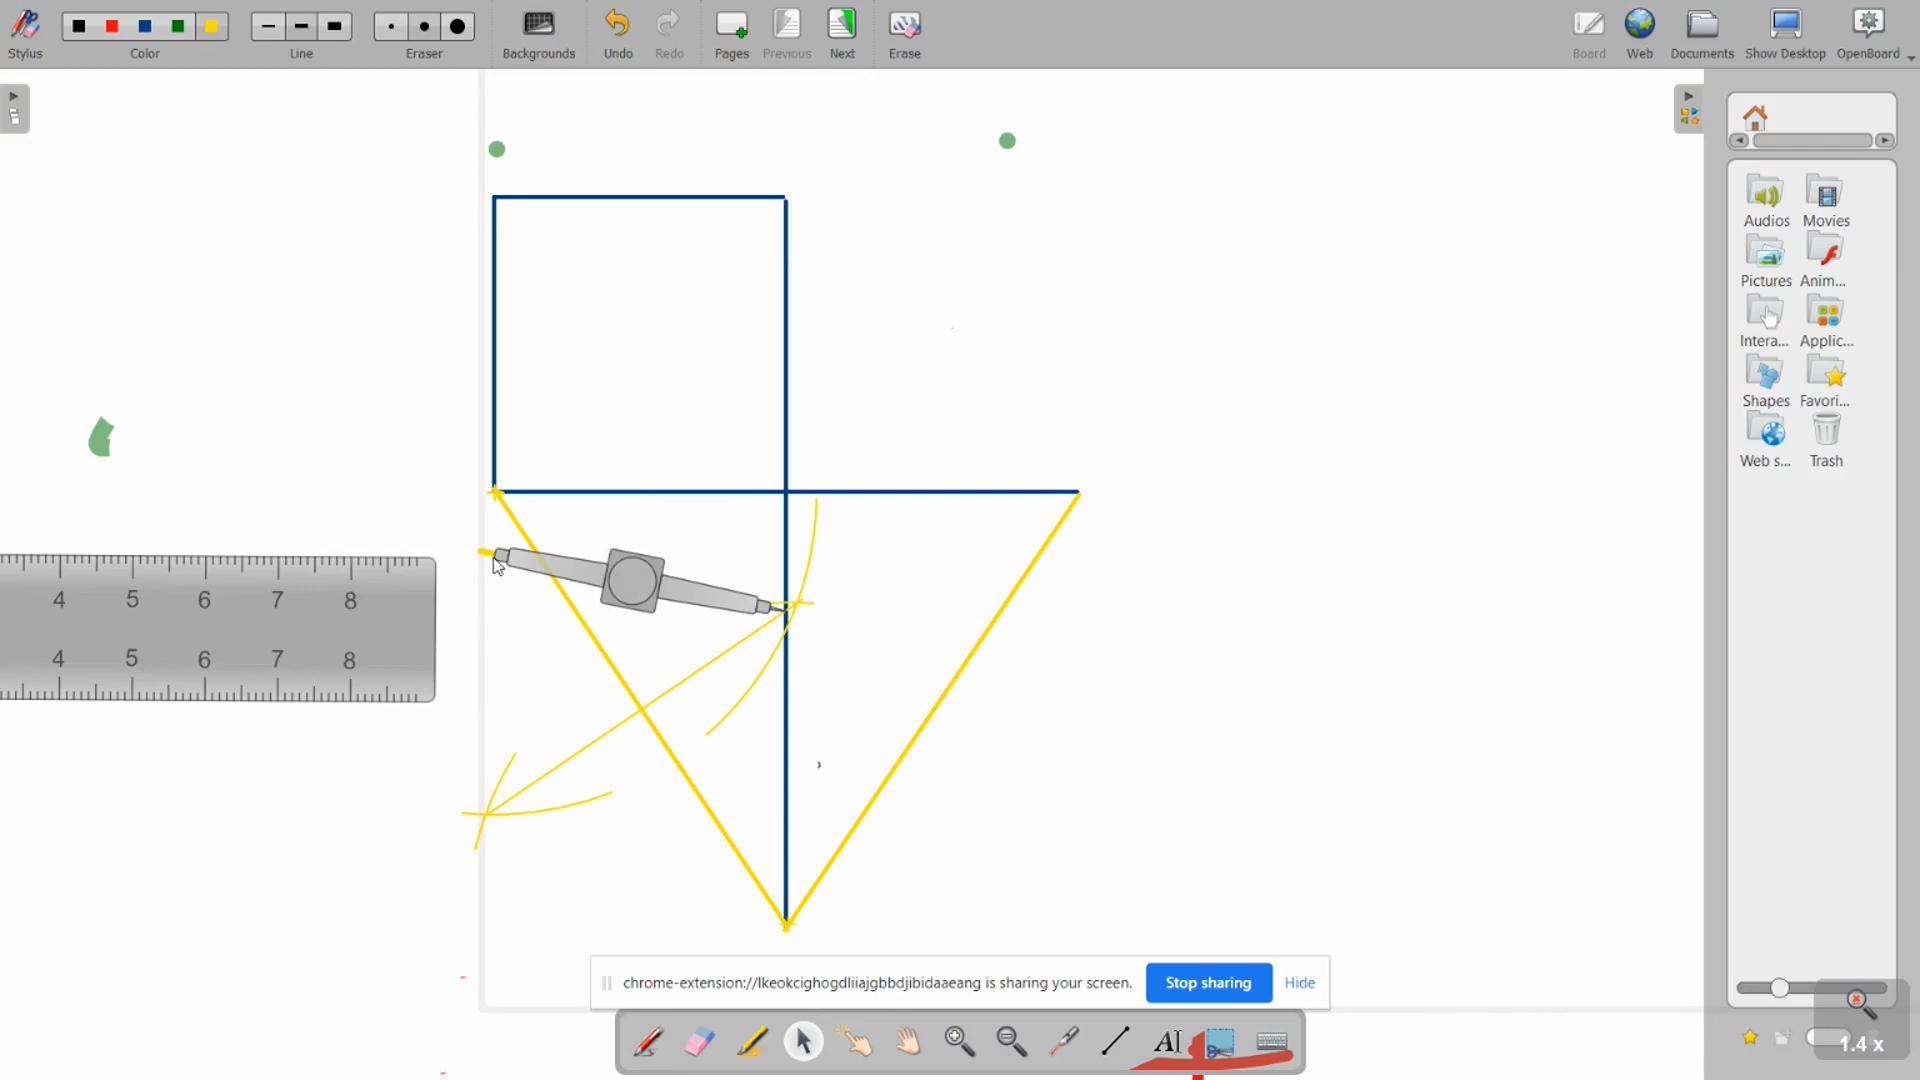 Stylus
Color
Line
Eraser
Backgrounds
Undo
Redo
Pages
Previous
Next
Erase
Board
Web
Documents
Show Desktop
OpenBoard
Audios
Movies
Pictures
Anim...
Intera...
Applic...
Shapes
Favori...
Web s...
Trash
4 5 6 7 8
4 5 6 7 8
chrome-extension://lkeokcighogdliiajgbbdjibidaaeang is sharing your screen.
Stop sharing
Hide
A
1.4 x